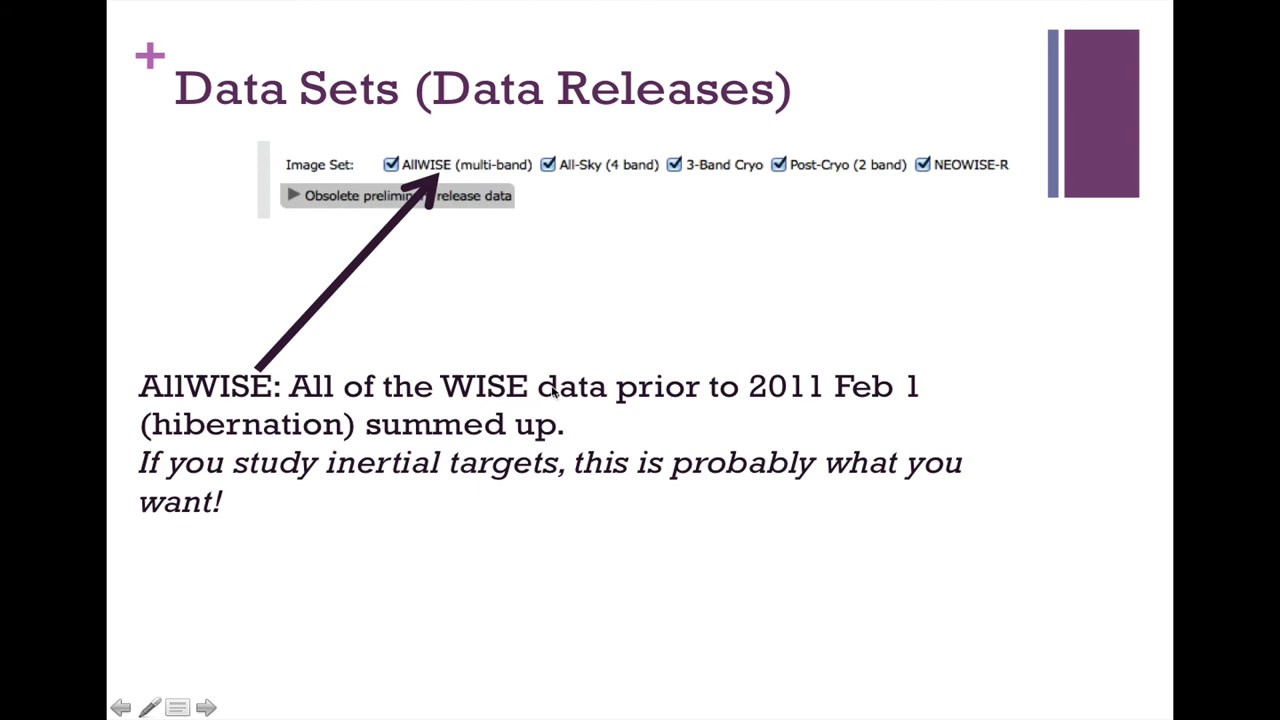 +
Data Sets (Data Releases)
Image Set: AllWISE (multi-band) All-Sky (4 band) 3-Band Cryo Post-Cryo (2 band) NEOWISE-R
Obsolete release data
AllWISE: All of the WISE data prior to 2011 Feb 1
(hibernation) summed up.
If you study inertial targets, this is probably what you
want!